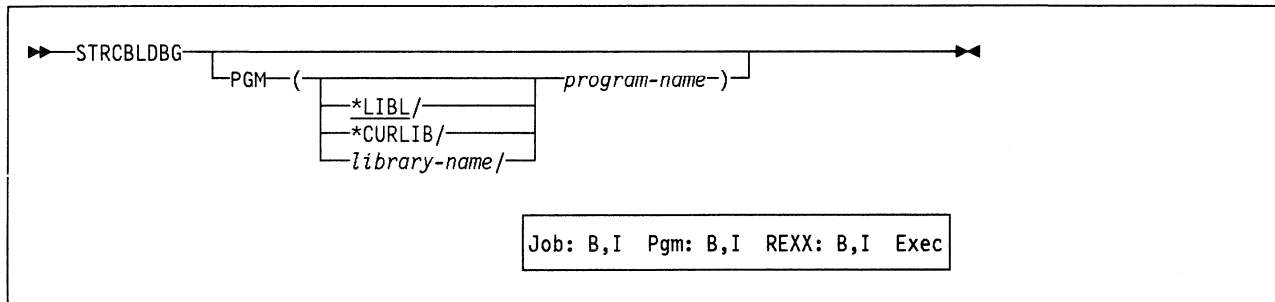 STRCBLDBG
PGM ( program-name )
*LIBL/
*CURLIB/
library-name/
Job: B,I Pgm: B,I REXX: B,I Exec